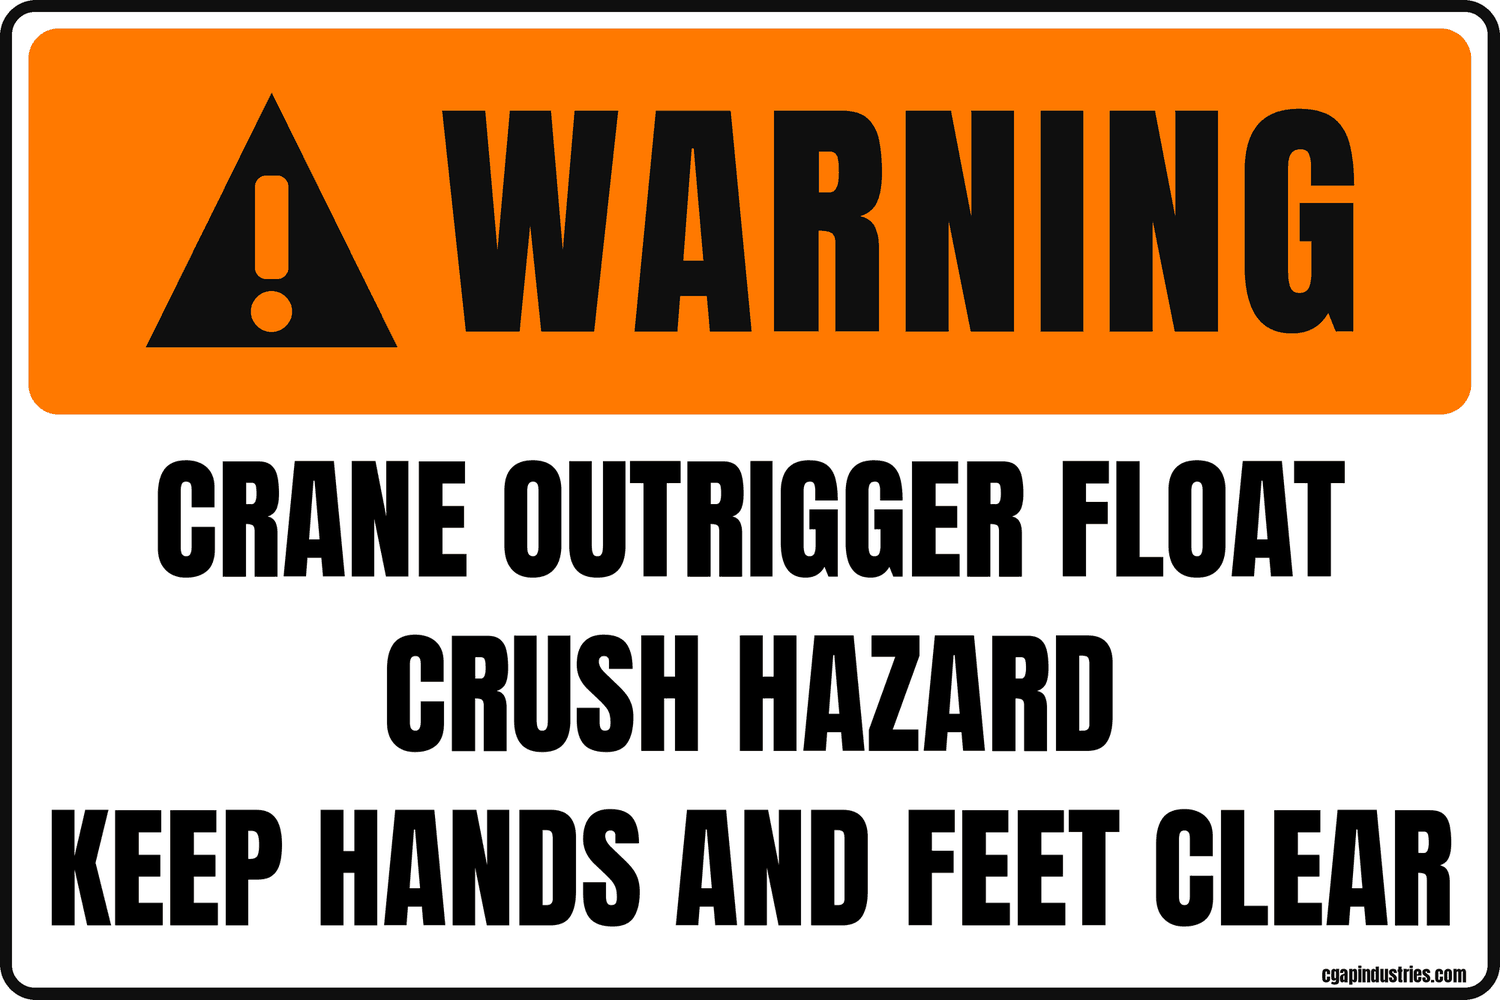 WARNING
CRANE OUTRIGGER FLOAT
CRUSH HAZARD
KEEP HANDS AND FEET CLEAR
cgapindustries.com